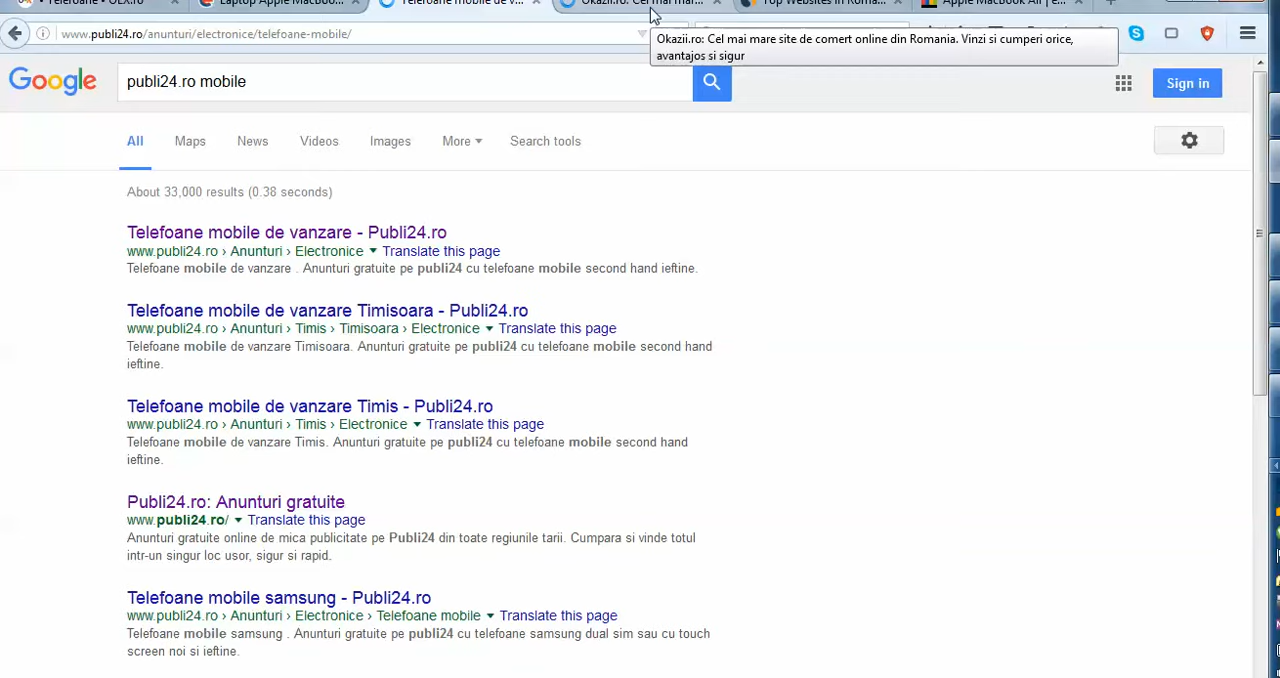 Telefoane - OLX.ro
Laptop Apple MacBook...
Telefoane mobile de v...
Okazii.ro: Cel mai mar...
Top Websites in Roma...
Apple MacBook Air | e...
www.publi24.ro/anunturi/electronice/telefoane-mobile/
Okazii.ro: Cel mai mare site de comert online din Romania. Vinzi si cumperi orice,
avantajos si sigur
Google
publi24.ro mobile
Sign in
All Maps News Videos Images More Search tools
About 33,000 results (0.38 seconds)
Telefoane mobile de vanzare - Publi24.ro
www.publi24.ro › Anunturi › Electronice Translate this page
Telefoane mobile de vanzare . Anunturi gratuite pe publi24 cu telefoane mobile second hand ieftine.
Telefoane mobile de vanzare Timisoara - Publi24.ro
www.publi24.ro › Anunturi › Timis › Timisoara › Electronice Translate this page
Telefoane mobile de vanzare Timisoara. Anunturi gratuite pe publi24 cu telefoane mobile second hand
ieftine.
Telefoane mobile de vanzare Timis - Publi24.ro
www.publi24.ro › Anunturi › Timis › Electronice Translate this page
Telefoane mobile de vanzare Timis. Anunturi gratuite pe publi24 cu telefoane mobile second hand
ieftine.
Publi24.ro: Anunturi gratuite
www.publi24.ro/ Translate this page
Anunturi gratuite online de mica publicitate pe Publi24 din toate regiunile tarii. Cumpara si vinde totul
intr-un singur loc usor, sigur si rapid.
Telefoane mobile samsung - Publi24.ro
www.publi24.ro › Anunturi › Electronice › Telefoane mobile Translate this page
Telefoane mobile samsung . Anunturi gratuite pe publi24 cu telefoane samsung dual sim sau cu touch
screen noi si ieftine.